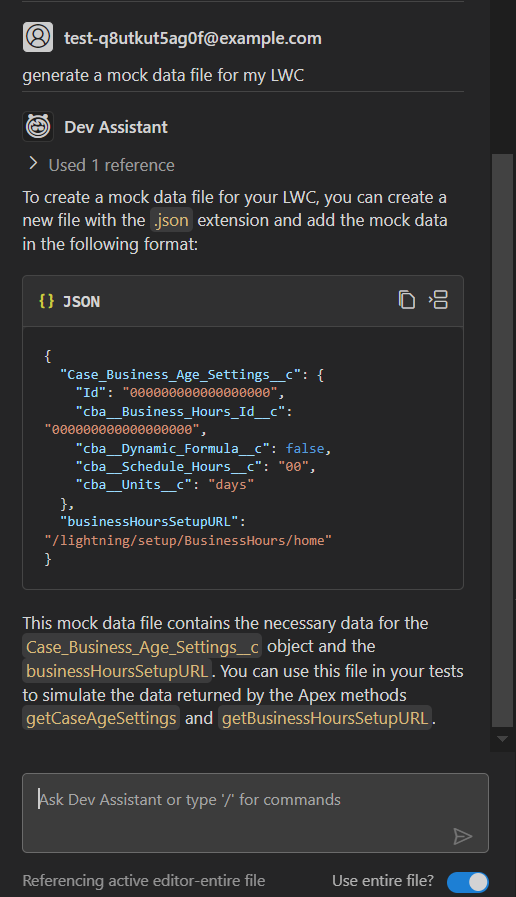 test-q8utkut5ag0f@example.com
generate a mock data file for my LWC
Dev Assistant
Used 1 reference
To create a mock data file for your LWC, you can create a
new file with the .json extension and add the mock data
in the following format:
{} JSON
{
  "Case_Business_Age_Settings__c": {
    "Id": "000000000000000000",
    "cba__Business_Hours_Id__c":
"000000000000000000",
    "cba__Dynamic_Formula__c": false,
    "cba__Schedule_Hours__c": "00",
    "cba__Units__c": "days"
  },
  "businessHoursSetupURL":
"/lightning/setup/BusinessHours/home"
}
This mock data file contains the necessary data for the
Case_Business_Age_Settings__c object and the
businessHoursSetupURL. You can use this file in your tests
to simulate the data returned by the Apex methods
getCaseAgeSettings and getBusinessHoursSetupURL.
Ask Dev Assistant or type '/' for commands
Referencing active editor-entire file Use entire file?